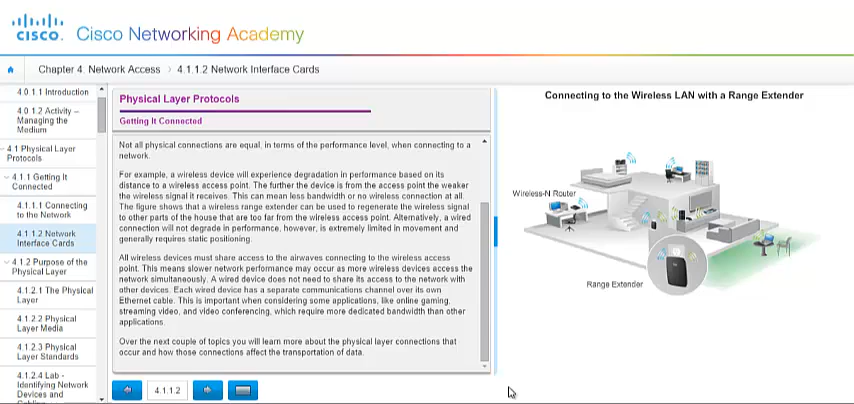 CISCO. Cisco Networking Academy
Chapter 4. Network Access > 4.1.1.2 Network Interface Cards
4.0.1.1 Introduction
4.0.1.2 Activity –
Managing the
Medium
4.1 Physical Layer
Protocols
4.1.1 Getting It
Connected
4.1.1.1 Connecting
to the Network
4.1.1.2 Network
Interface Cards
4.1.2 Purpose of the
Physical Layer
4.1.2.1 The Physical
Layer
4.1.2.2 Physical
Layer Media
4.1.2.3 Physical
Layer Standards
4.1.2.4 Lab -
Identifying Network
Devices and
Cabling
Physical Layer Protocols
Getting It Connected
Not all physical connections are equal, in terms of the performance level, when connecting to a
network.
For example, a wireless device will experience degradation in performance based on its
distance to a wireless access point. The further the device is from the access point the weaker
the wireless signal it receives. This can mean less bandwidth or no wireless connection at all.
The figure shows that a wireless range extender can be used to regenerate the wireless signal
to other parts of the house that are too far from the wireless access point. Alternatively, a wired
connection will not degrade in performance, however, is extremely limited in movement and
generally requires static positioning.
All wireless devices must share access to the airwaves connecting to the wireless access
point. This means slower network performance may occur as more wireless devices access the
network simultaneously. A wired device does not need to share its access to the network with
other devices. Each wired device has a separate communications channel over its own
Ethernet cable. This is important when considering some applications, like online gaming,
streaming video, and video conferencing, which require more dedicated bandwidth than other
applications.
Over the next couple of topics you will learn more about the physical layer connections that
occur and how those connections affect the transportation of data.
4.1.1.2
Connecting to the Wireless LAN with a Range Extender
Wireless-N Router
Range Extender